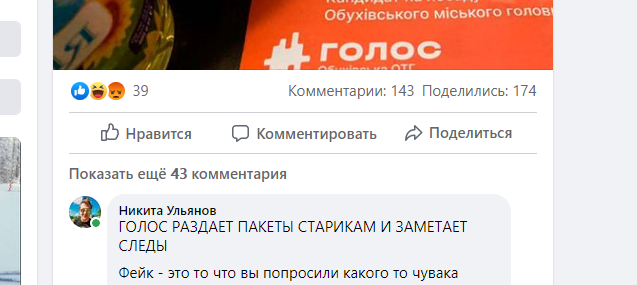 Кандидат на посаду
Обухівського міського голови
#голос
Обухівська ОТГ
39
Комментарии: 143 Поделились: 174
Нравится
Комментировать
Поделиться
Показать ещё 43 комментария
Никита Ульянов
ГОЛОС РАЗДАЕТ ПАКЕТЫ СТАРИКАМ И ЗАМЕТАЕТ
СЛЕДЫ
Фейк - это то что вы попросили какого то чувака